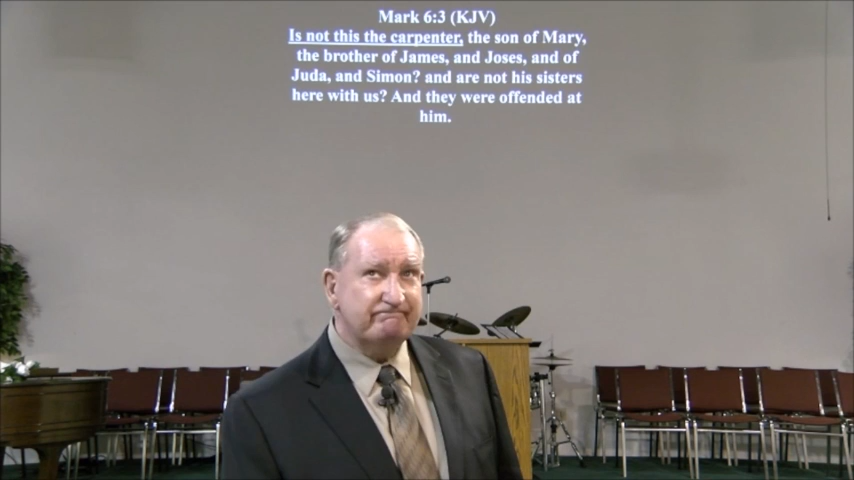 Mark 6:3 (KJV)
Is not this the carpenter, the son of Mary,
the brother of James, and Joses, and of
Juda, and Simon? and are not his sisters
here with us? And they were offended at
him.